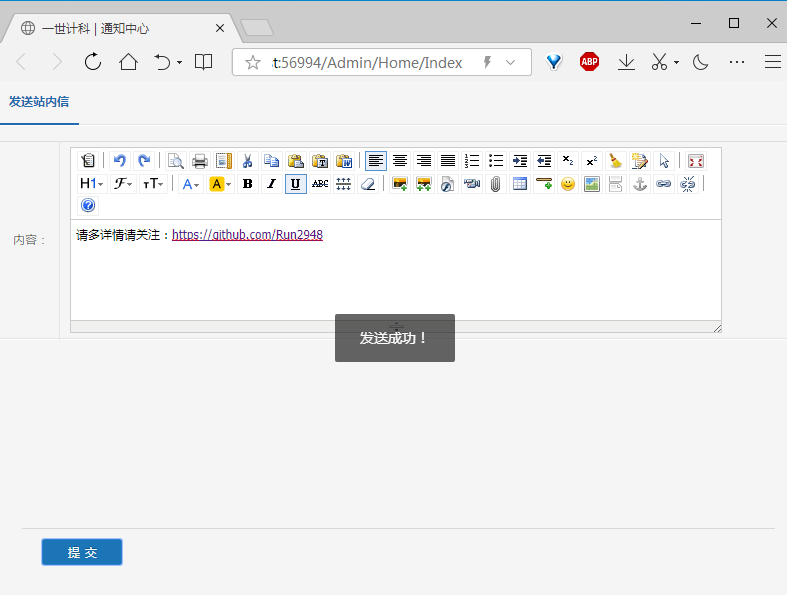 一世计科 | 通知中心
t:56994/Admin/Home/Index
ABP
发送站内信
H1 F тT A A B I U ABC
内容：
请多详情请关注：https://github.com/Run2948
发送成功！
提 交